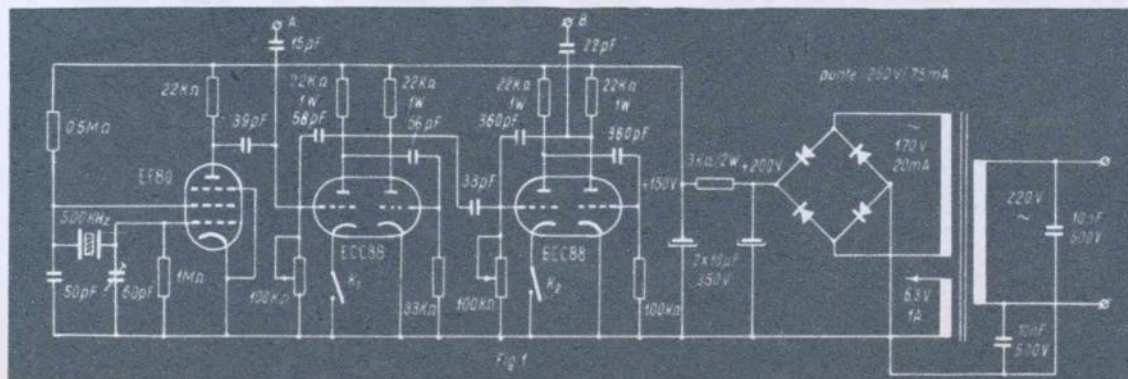 A
B
15pF
22pF
punte 250V/75mA
22KΩ
22KΩ
1W
22KΩ
1W
22KΩ
1W
22KΩ
1W
39pF
58pF
56pF
360pF
360pF
0,5MΩ
~
170V
20mA
3KΩ/2W
+200V
EF80
33pF
+150V
220V
~
10nF
600V
500KHz
ECC88
ECC88
2x16µF
350V
50pF
60pF
1MΩ
100KΩ
K1
33KΩ
100KΩ
K2
100KΩ
6,3V
1A
10nF
600V
Fig 1